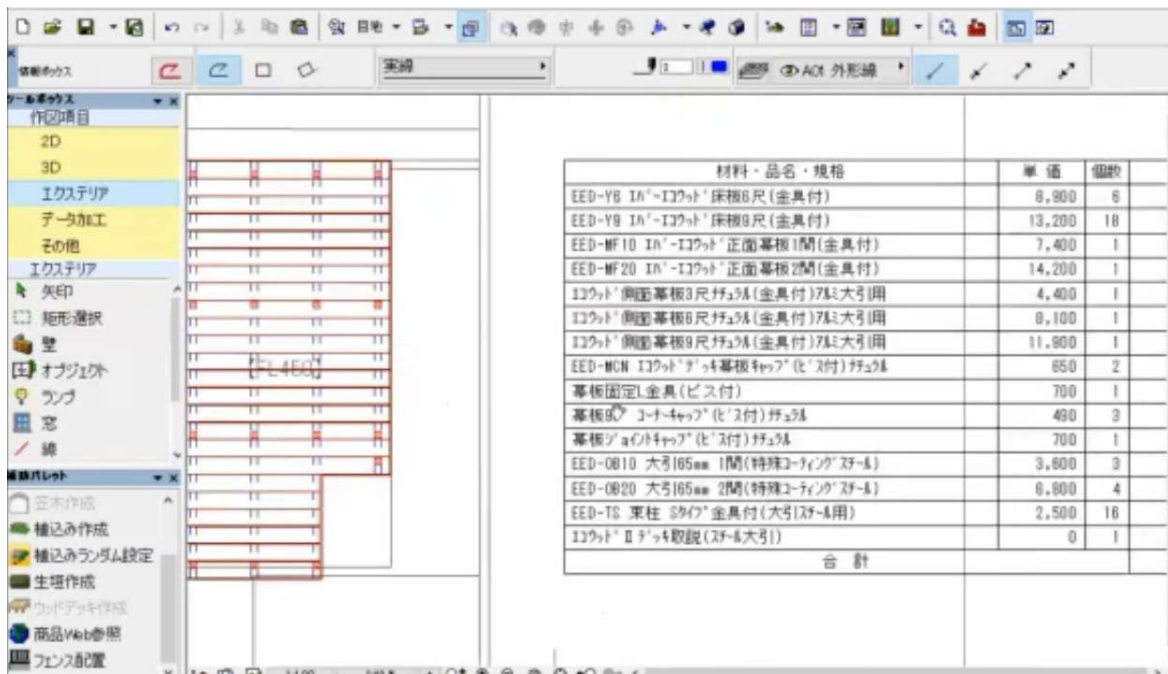 目地
情報ボックス
実線
2
1
A01 外形線
ツールボックス
作図項目
2D
3D
エクステリア
データ加工
その他
エクステリア
矢印
矩形選択
壁
オブジェクト
ランプ
窓
線
補助パレット
笠木作成
植込み作成
植込みランダム設定
生垣作成
ウッドデッキ作成
商品Web参照
フェンス配置
FL450
材料・品名・規格 単 価 個数
EED-Y6 エバーエコウッド床板6尺(金具付) 8,900 6
EED-Y9 エバーエコウッド床板9尺(金具付) 13,200 18
EED-MF10 エバーエコウッド正面幕板1間(金具付) 7,400 1
EED-MF20 エバーエコウッド正面幕板2間(金具付) 14,200 1
エコウッド側面幕板3尺ナチュラル(金具付)アルミ大引用 4,400 1
エコウッド側面幕板6尺ナチュラル(金具付)アルミ大引用 8,100 1
エコウッド側面幕板9尺ナチュラル(金具付)アルミ大引用 11,900 1
EED-MCN エコウッドデッキ幕板キャップ(ビス付)ナチュラル 650 2
幕板固定L金具(ビス付) 700 1
幕板 コーナーキャップ(ビス付)ナチュラル 490 3
幕板ジョイントキャップ(ビス付)ナチュラル 700 1
EED-OB10 大引65mm 1間(特殊コーティングスチール) 3,600 3
EED-OB20 大引65mm 2間(特殊コーティングスチール) 6,800 4
EED-TS 束柱 Sタイプ金具付(大引スチール用) 2,500 16
エコウッドⅡデッキ取説(スチール大引) 0 1
合 計